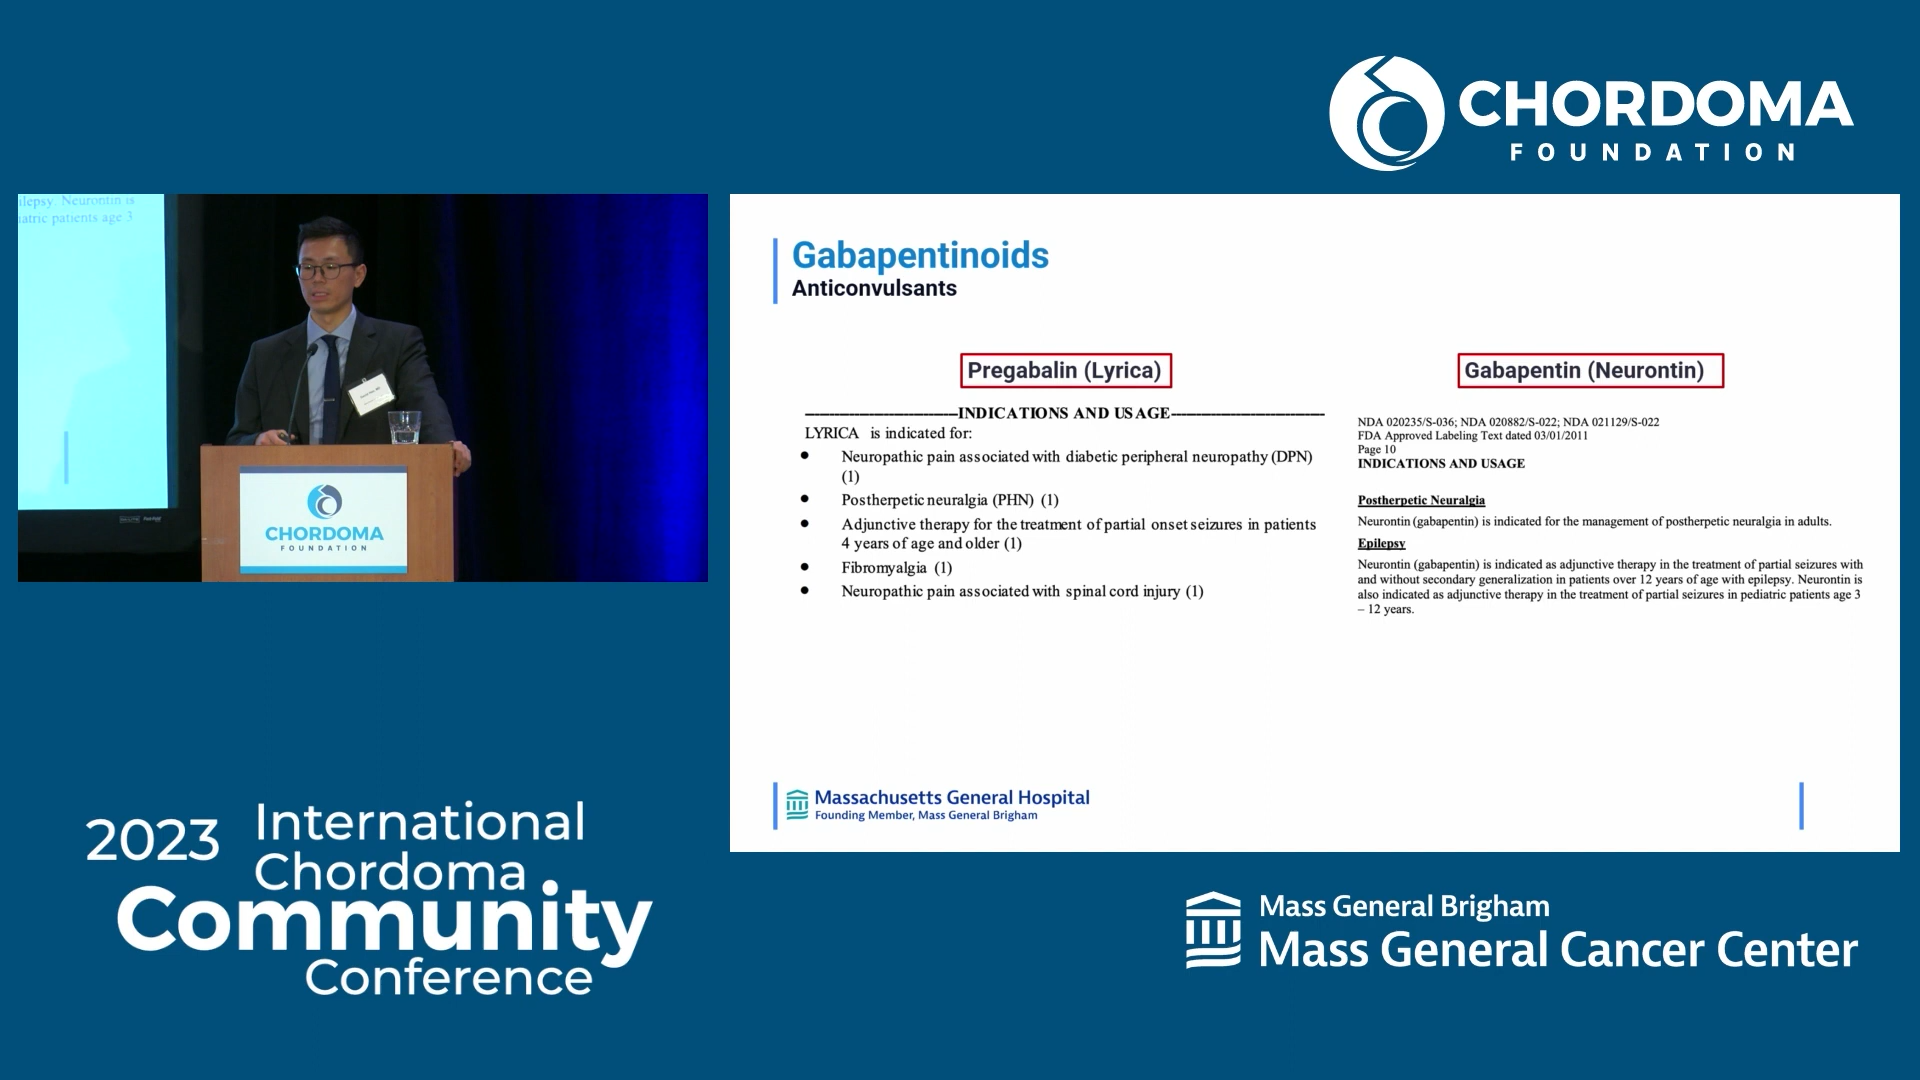 CHORDOMA
FOUNDATION
ilepsy. Neurontin is
iatric patients age 3
CHORDOMA
FOUNDATION
Gabapentinoids
Anticonvulsants
Pregabalin (Lyrica)
INDICATIONS AND USAGE
LYRICA is indicated for:
• Neuropathic pain associated with diabetic peripheral neuropathy (DPN)
(1)
• Postherpetic neuralgia (PHN) (1)
• Adjunctive therapy for the treatment of partial onset seizures in patients
4 years of age and older (1)
• Fibromyalgia (1)
• Neuropathic pain associated with spinal cord injury (1)
Gabapentin (Neurontin)
NDA 020235/S-036; NDA 020882/S-022; NDA 021129/S-022
FDA Approved Labeling Text dated 03/01/2011
Page 10
INDICATIONS AND USAGE
Postherpetic Neuralgia
Neurontin (gabapentin) is indicated for the management of postherpetic neuralgia in adults.
Epilepsy
Neurontin (gabapentin) is indicated as adjunctive therapy in the treatment of partial seizures with
and without secondary generalization in patients over 12 years of age with epilepsy. Neurontin is
also indicated as adjunctive therapy in the treatment of partial seizures in pediatric patients age 3
– 12 years.
Massachusetts General Hospital
Founding Member, Mass General Brigham
2023 International
Chordoma
Community
Conference
Mass General Brigham
Mass General Cancer Center